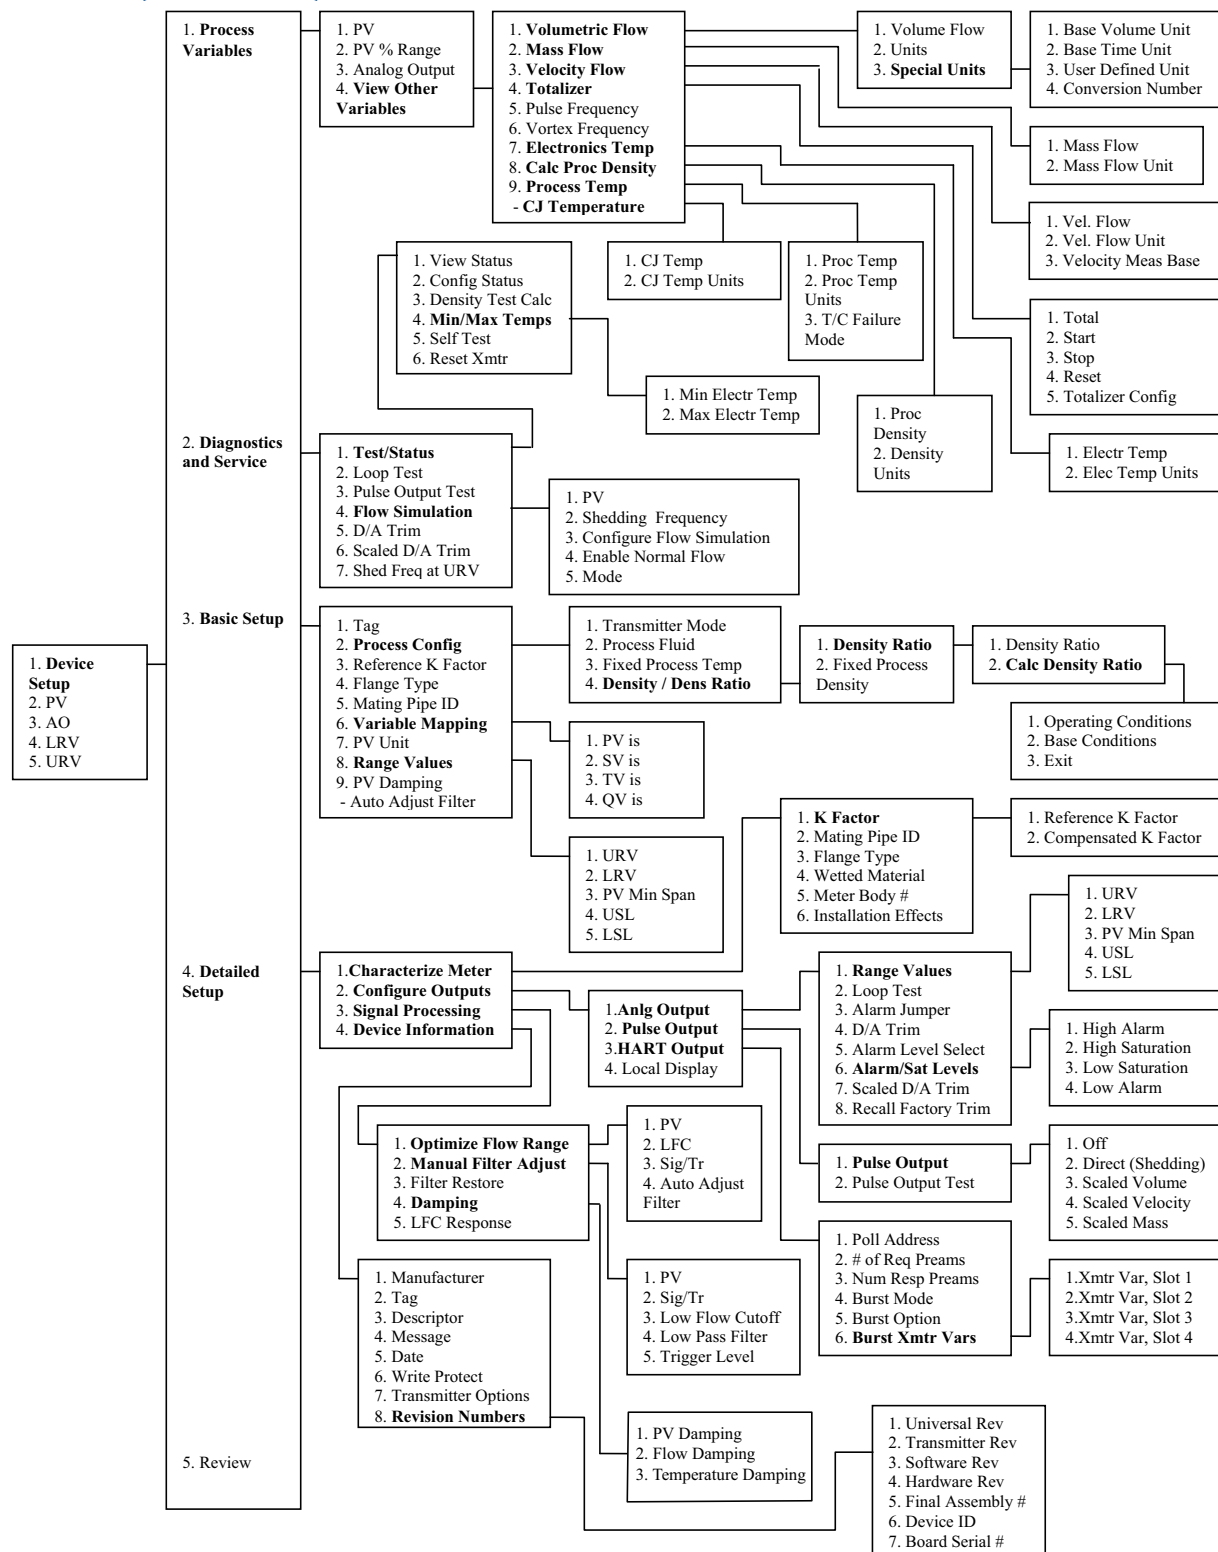 1. Device
Setup
2. PV
3. AO
4. LRV
5. URV
1. Process
Variables
2. Diagnostics
and Service
3. Basic Setup
4. Detailed
Setup
5. Review
1. PV
2. PV % Range
3. Analog Output
4. View Other
Variables
1. Volumetric Flow
2. Mass Flow
3. Velocity Flow
4. Totalizer
5. Pulse Frequency
6. Vortex Frequency
7. Electronics Temp
8. Calc Proc Density
9. Process Temp
- CJ Temperature
1. Volume Flow
2. Units
3. Special Units
1. Base Volume Unit
2. Base Time Unit
3. User Defined Unit
4. Conversion Number
1. Mass Flow
2. Mass Flow Unit
1. Vel. Flow
2. Vel. Flow Unit
3. Velocity Meas Base
1. Total
2. Start
3. Stop
4. Reset
5. Totalizer Config
1. Electr Temp
2. Elec Temp Units
1. Proc
Density
2. Density
Units
1. Proc Temp
2. Proc Temp
Units
3. T/C Failure
Mode
1. CJ Temp
2. CJ Temp Units
1. View Status
2. Config Status
3. Density Test Calc
4. Min/Max Temps
5. Self Test
6. Reset Xmtr
1. Min Electr Temp
2. Max Electr Temp
1. Test/Status
2. Loop Test
3. Pulse Output Test
4. Flow Simulation
5. D/A Trim
6. Scaled D/A Trim
7. Shed Freq at URV
1. PV
2. Shedding Frequency
3. Configure Flow Simulation
4. Enable Normal Flow
5. Mode
1. Tag
2. Process Config
3. Reference K Factor
4. Flange Type
5. Mating Pipe ID
6. Variable Mapping
7. PV Unit
8. Range Values
9. PV Damping
- Auto Adjust Filter
1. Transmitter Mode
2. Process Fluid
3. Fixed Process Temp
4. Density / Dens Ratio
1. Density Ratio
2. Fixed Process
Density
1. Density Ratio
2. Calc Density Ratio
1. Operating Conditions
2. Base Conditions
3. Exit
1. PV is
2. SV is
3. TV is
4. QV is
1. URV
2. LRV
3. PV Min Span
4. USL
5. LSL
1.Characterize Meter
2. Configure Outputs
3. Signal Processing
4. Device Information
1. K Factor
2. Mating Pipe ID
3. Flange Type
4. Wetted Material
5. Meter Body #
6. Installation Effects
1. Reference K Factor
2. Compensated K Factor
1.Anlg Output
2. Pulse Output
3.HART Output
4. Local Display
1. Range Values
2. Loop Test
3. Alarm Jumper
4. D/A Trim
5. Alarm Level Select
6. Alarm/Sat Levels
7. Scaled D/A Trim
8. Recall Factory Trim
1. URV
2. LRV
3. PV Min Span
4. USL
5. LSL
1. High Alarm
2. High Saturation
3. Low Saturation
4. Low Alarm
1. Pulse Output
2. Pulse Output Test
1. Off
2. Direct (Shedding)
3. Scaled Volume
4. Scaled Velocity
5. Scaled Mass
1. Poll Address
2. # of Req Preams
3. Num Resp Preams
4. Burst Mode
5. Burst Option
6. Burst Xmtr Vars
1.Xmtr Var, Slot 1
2.Xmtr Var, Slot 2
3.Xmtr Var, Slot 3
4.Xmtr Var, Slot 4
1. Optimize Flow Range
2. Manual Filter Adjust
3. Filter Restore
4. Damping
5. LFC Response
1. PV
2. LFC
3. Sig/Tr
4. Auto Adjust
Filter
1. PV
2. Sig/Tr
3. Low Flow Cutoff
4. Low Pass Filter
5. Trigger Level
1. PV Damping
2. Flow Damping
3. Temperature Damping
1. Manufacturer
2. Tag
3. Descriptor
4. Message
5. Date
6. Write Protect
7. Transmitter Options
8. Revision Numbers
1. Universal Rev
2. Transmitter Rev
3. Software Rev
4. Hardware Rev
5. Final Assembly #
6. Device ID
7. Board Serial #